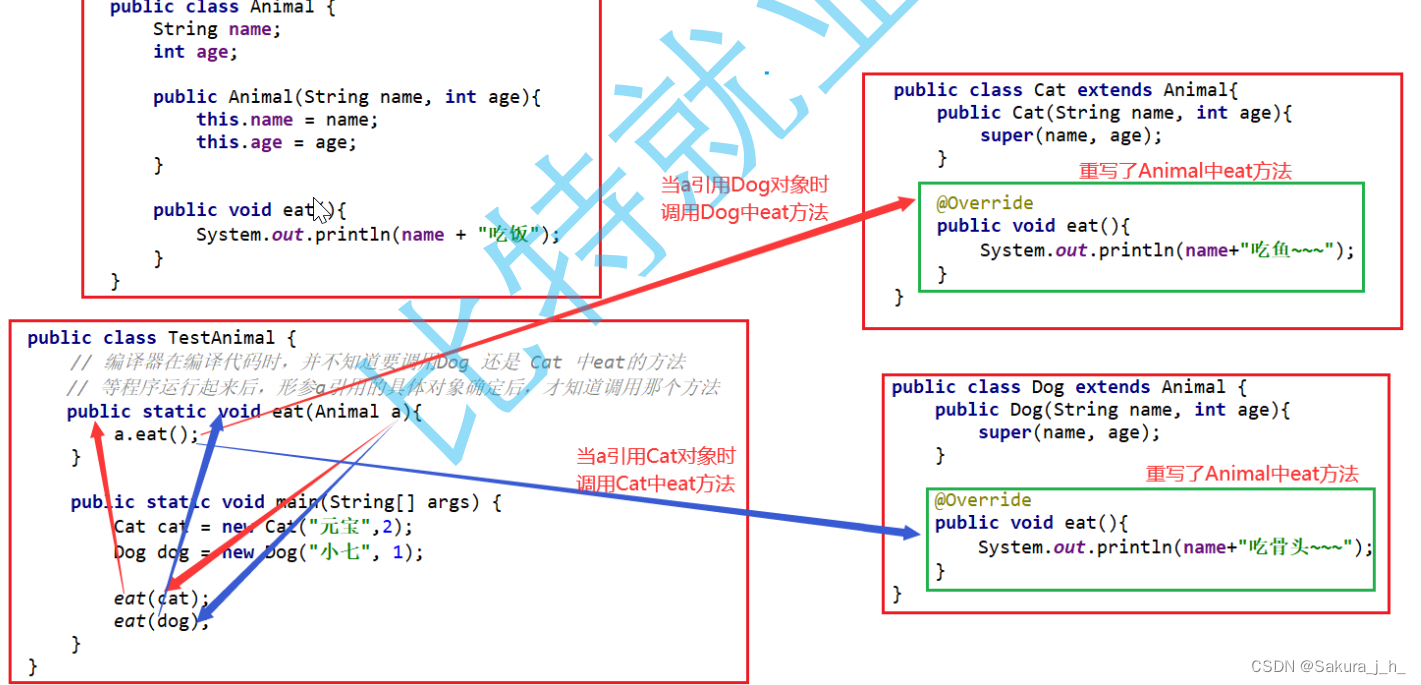 public class Animal {
String name;
int age;
public Animal(String name, int age){
this.name = name;
this.age = age;
}
public void eat(){
System.out.println(name + "吃饭");
}
}
public class TestAnimal {
// 编译器在编译代码时，并不知道要调用Dog 还是 Cat 中eat的方法
// 等程序运行起来后，形参a引用的具体对象确定后，才知道调用那个方法
public static void eat(Animal a){
a.eat();
}
public static void main(String[] args) {
Cat cat = new Cat("元宝",2);
Dog dog = new Dog("小七", 1);
eat(cat);
eat(dog);
}
}
当a引用Dog对象时
调用Dog中eat方法
当a引用Cat对象时
调用Cat中eat方法
public class Cat extends Animal{
public Cat(String name, int age){
super(name, age);
}
重写了Animal中eat方法
@Override
public void eat(){
System.out.println(name+"吃鱼~~~");
}
}
public class Dog extends Animal {
public Dog(String name, int age){
super(name, age);
}
重写了Animal中eat方法
@Override
public void eat(){
System.out.println(name+"吃骨头~~~");
}
}
比特就业
CSDN @Sakura_j_h_